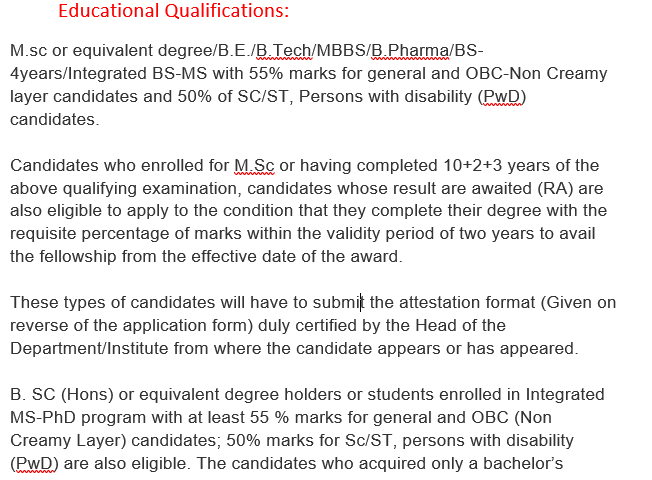 Educational Qualifications:
M.sc or equivalent degree/B.E./B.Tech/MBBS/B.Pharma/BS-
4years/Integrated BS-MS with 55% marks for general and OBC-Non Creamy
layer candidates and 50% of SC/ST, Persons with disability (PwD)
candidates.
Candidates who enrolled for M.Sc or having completed 10+2+3 years of the
above qualifying examination, candidates whose result are awaited (RA) are
also eligible to apply to the condition that they complete their degree with the
requisite percentage of marks within the validity period of two years to avail
the fellowship from the effective date of the award.
These types of candidates will have to submit the attestation format (Given on
reverse of the application form) duly certified by the Head of the
Department/Institute from where the candidate appears or has appeared.
B. SC (Hons) or equivalent degree holders or students enrolled in Integrated
MS-PhD program with at least 55 % marks for general and OBC (Non
Creamy Layer) candidates; 50% marks for Sc/ST, persons with disability
(PwD) are also eligible. The candidates who acquired only a bachelor’s